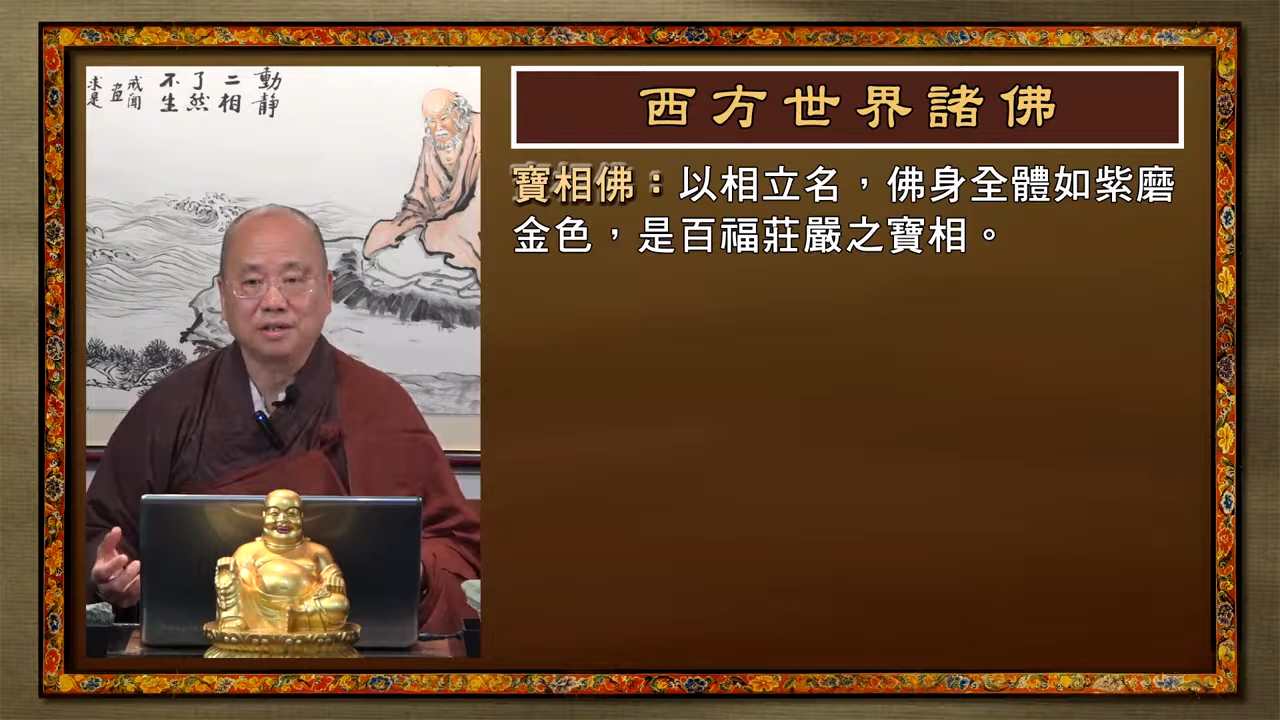 西方世界諸佛
寶相佛：以相立名，佛身全體如紫磨
金色，是百福莊嚴之寶相。
動靜
二相
了然
不生
戒聞
畫
求是